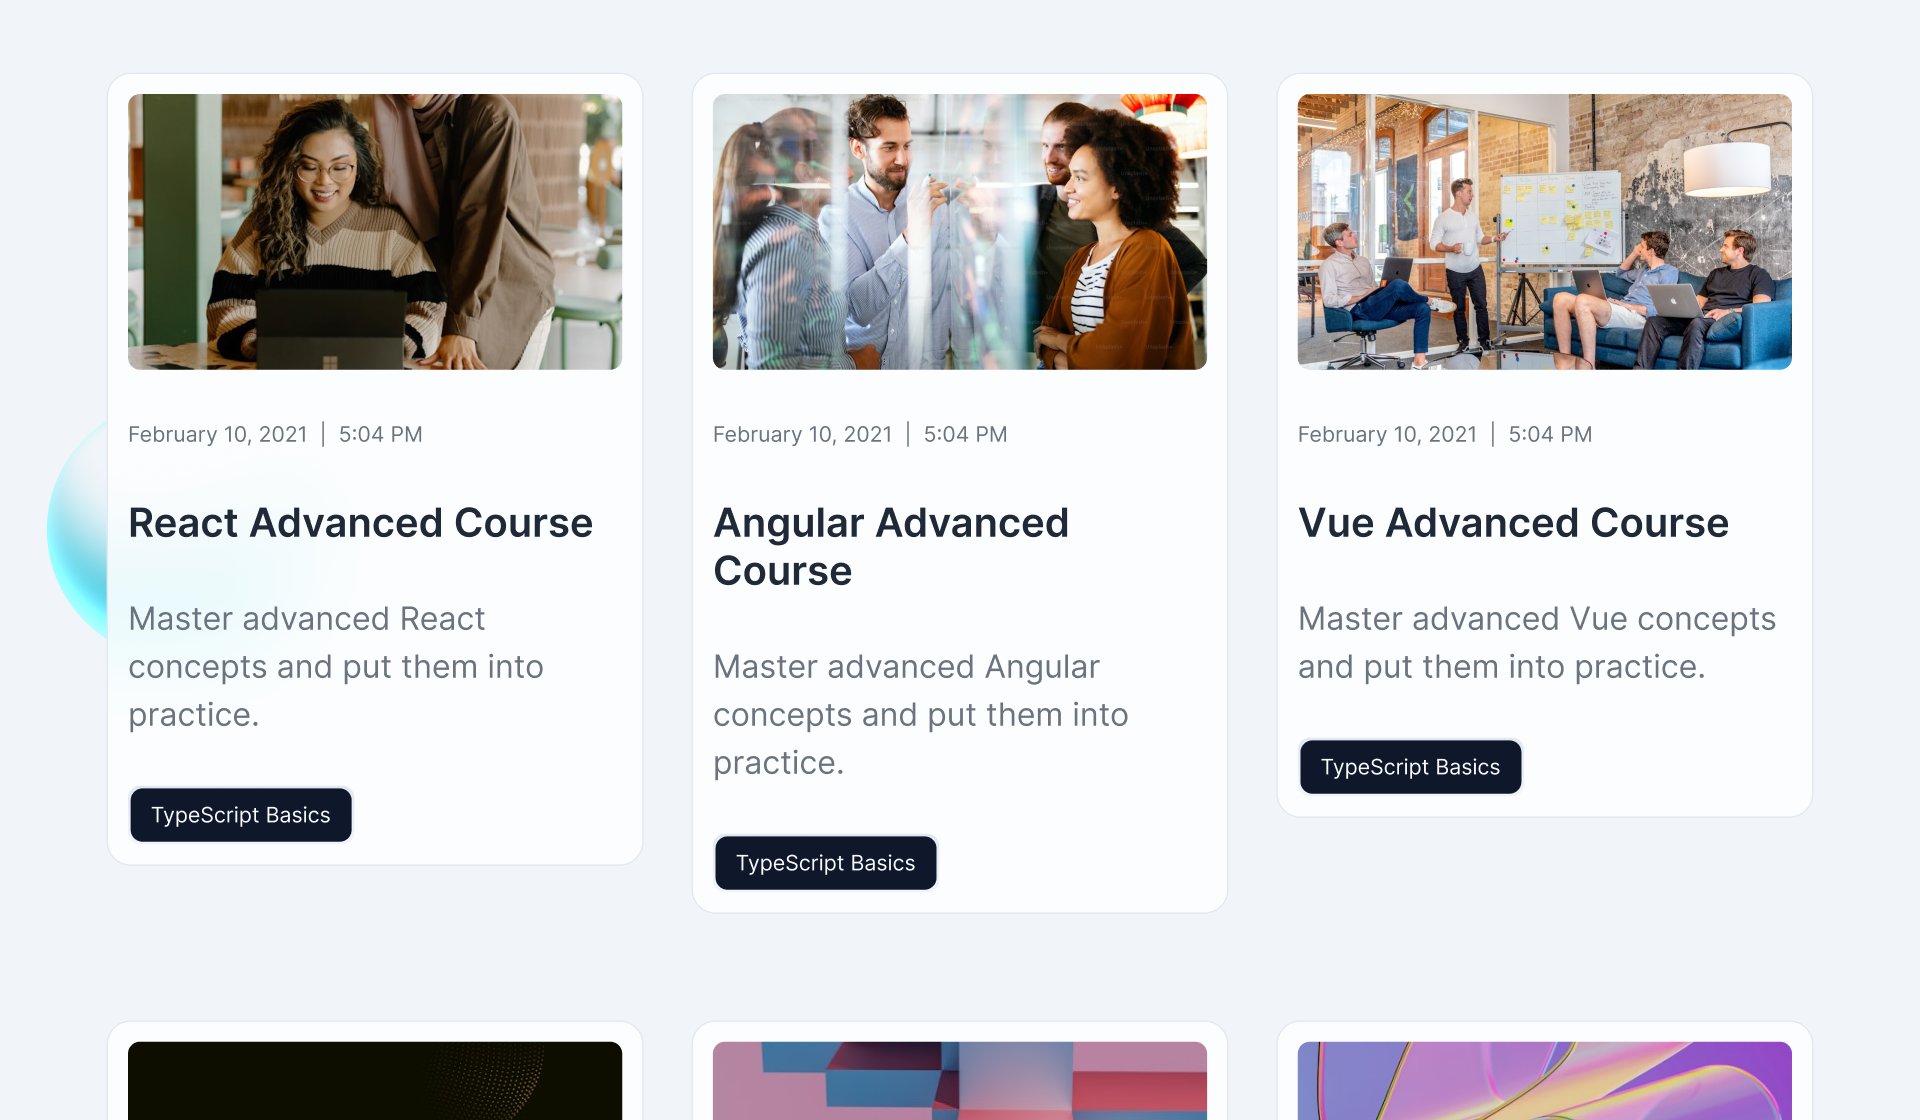 February 10, 2021 | 5:04 PM
React Advanced Course
Master advanced React
concepts and put them into
practice.
TypeScript Basics
February 10, 2021 | 5:04 PM
Angular Advanced
Course
Master advanced Angular
concepts and put them into
practice.
TypeScript Basics
February 10, 2021 | 5:04 PM
Vue Advanced Course
Master advanced Vue concepts
and put them into practice.
TypeScript Basics